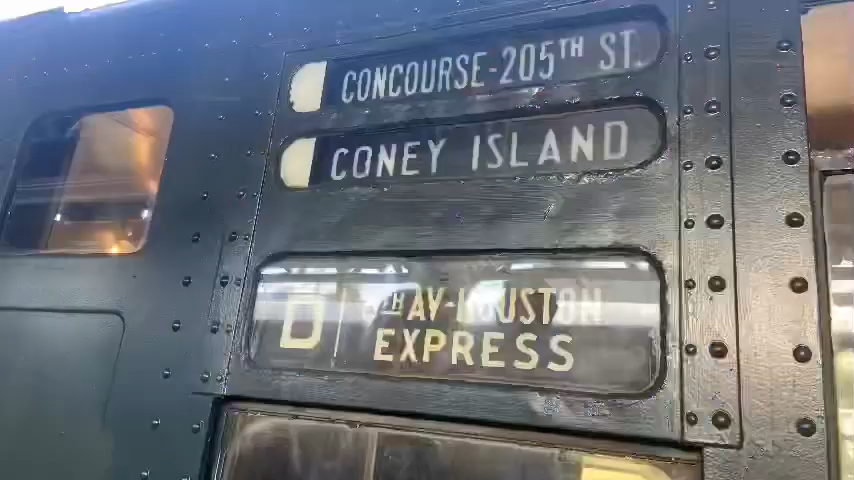 CONCOURSE-205TH ST.
CONEY ISLAND
D
AV-HOUSTON
EXPRESS